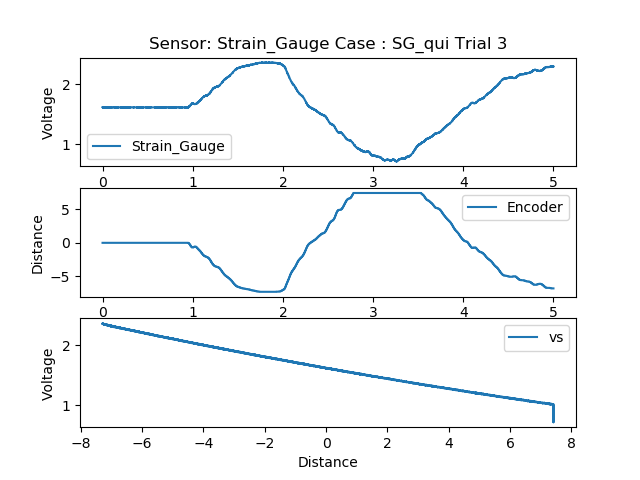 Sensor: Strain_Gauge Case : SG_qui Trial 3
Voltage
2
1
Strain_Gauge
0 1 2 3 4 5
Distance
5
0
−5
Encoder
0 1 2 3 4 5
Voltage
2
1
vs
−8 −6 −4 −2 0 2 4 6 8
Distance